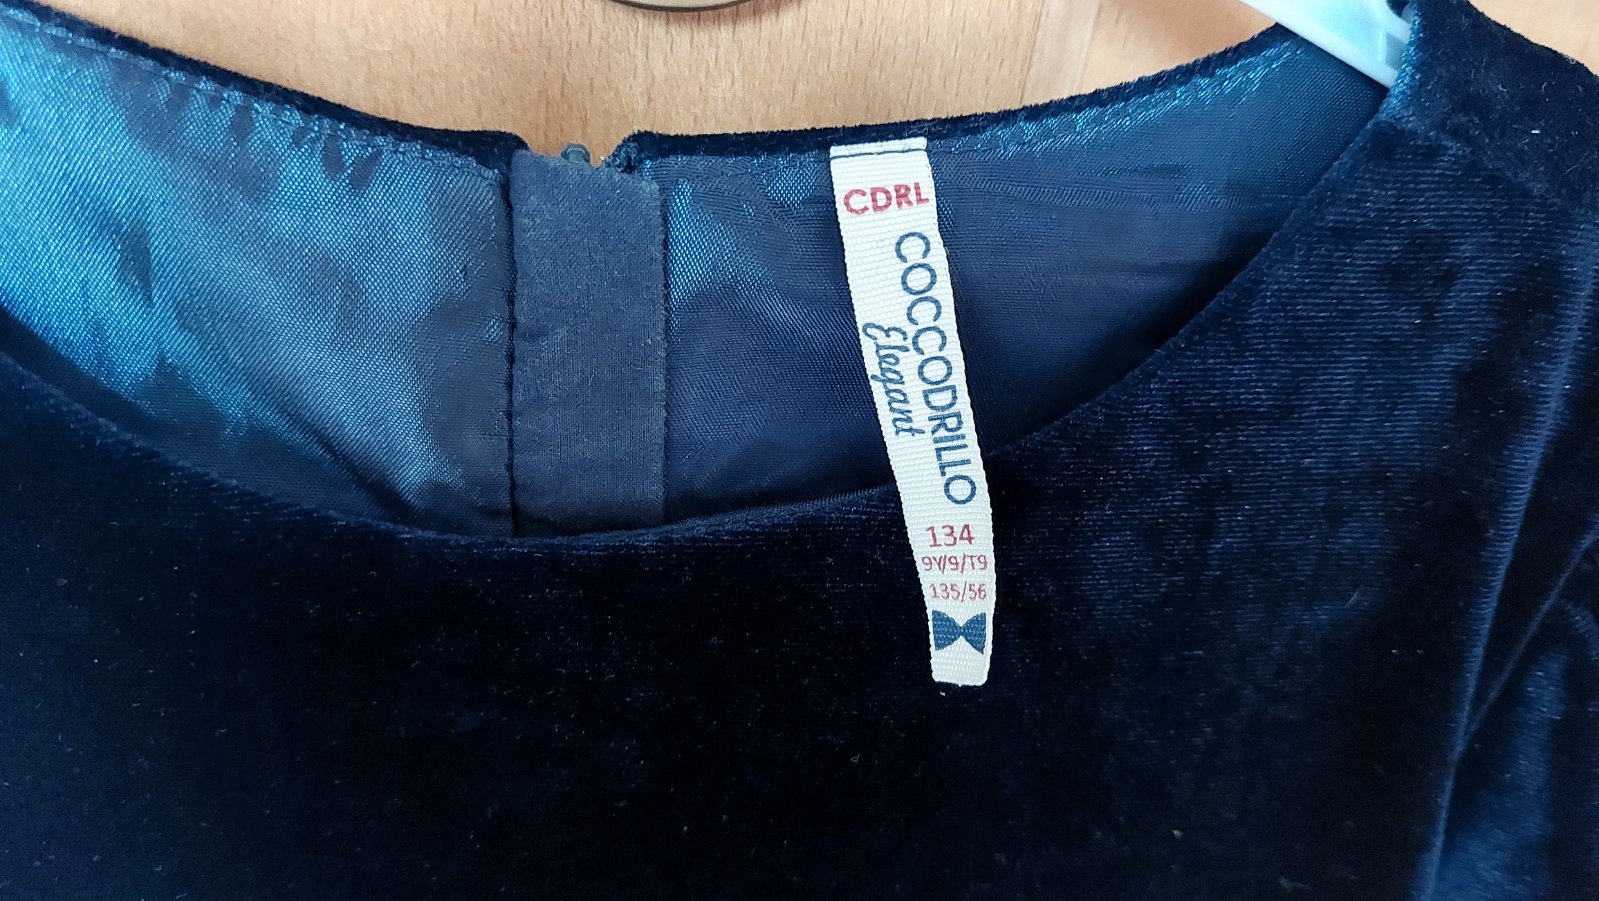 CDRL
COCCODRILLO
Elegant
134
9Y/9/T9
135/56